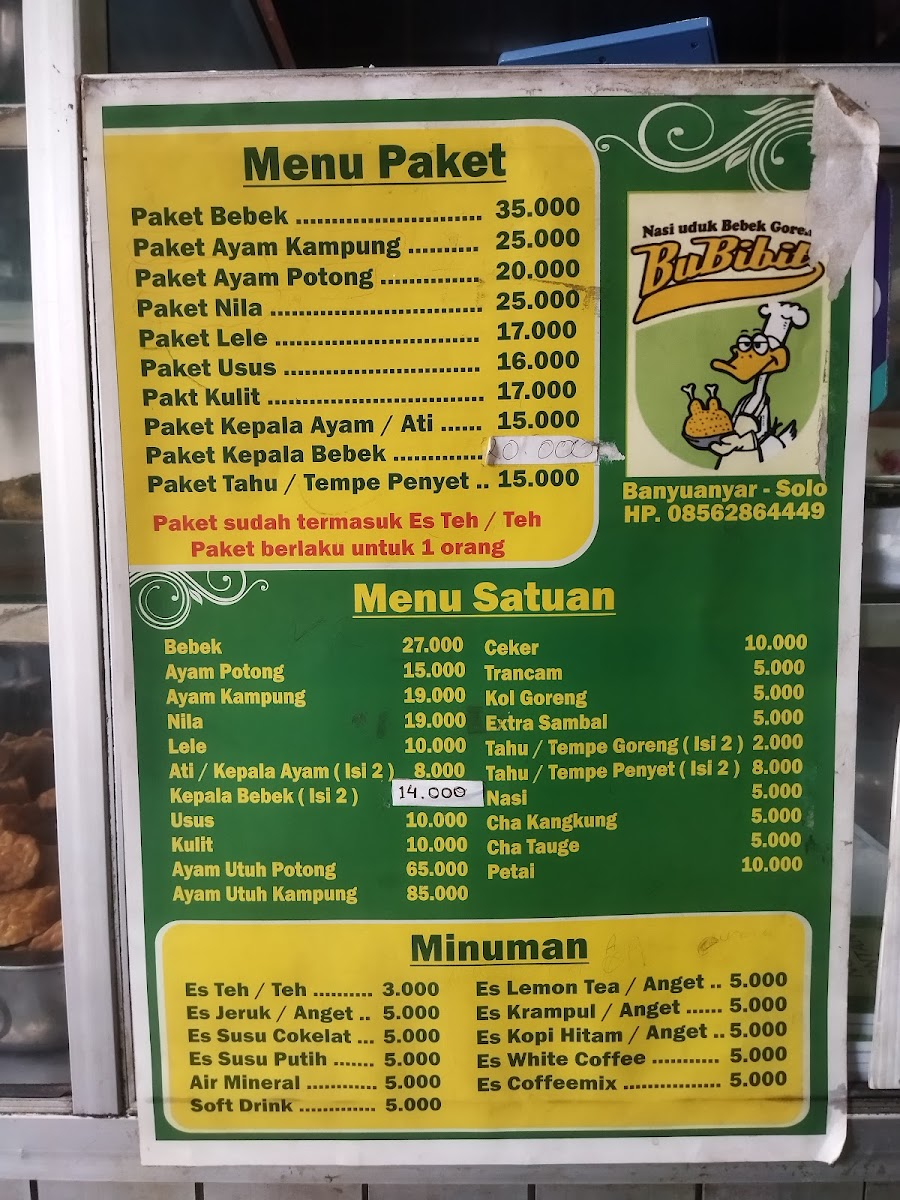 Menu Paket
Paket Bebek ........................ 35.000
Paket Ayam Kampung .......... 25.000
Paket Ayam Potong .............. 20.000
Paket Nila ............................. 25.000
Paket Lele ............................ 17.000
Paket Usus .......................... 16.000
Pakt Kulit .............................. 17.000
Paket Kepala Ayam / Ati ...... 15.000
Paket Kepala Bebek ............
Paket Tahu / Tempe Penyet .. 15.000
Paket sudah termasuk Es Teh / Teh
Paket berlaku untuk 1 orang
Nasi uduk Bebek
BuBibit
Banyuanyar - Solo
HP. 08562864449
Menu Satuan
Bebek 27.000
Ayam Potong 15.000
Ayam Kampung 19.000
Nila 19.000
Lele 10.000
Ati / Kepala Ayam ( Isi 2 ) 8.000
Kepala Bebek ( Isi 2 ) 14.000
Usus 10.000
Kulit 10.000
Ayam Utuh Potong 65.000
Ayam Utuh Kampung 85.000
Ceker 10.000
Trancam 5.000
Kol Goreng 5.000
Extra Sambal 5.000
Tahu / Tempe Goreng ( Isi 2 ) 2.000
Tahu / Tempe Penyet ( Isi 2 ) 8.000
Nasi 5.000
Cha Kangkung 5.000
Cha Tauge 5.000
Petai 10.000
Minuman
Es Teh / Teh .......... 3.000
Es Jeruk / Anget .. 5.000
Es Susu Cokelat ... 5.000
Es Susu Putih ....... 5.000
Air Mineral ............ 5.000
Soft Drink ............. 5.000
Es Lemon Tea / Anget .. 5.000
Es Krampul / Anget ...... 5.000
Es Kopi Hitam / Anget .. 5.000
Es White Coffee ........... 5.000
Es Coffeemix ................ 5.000